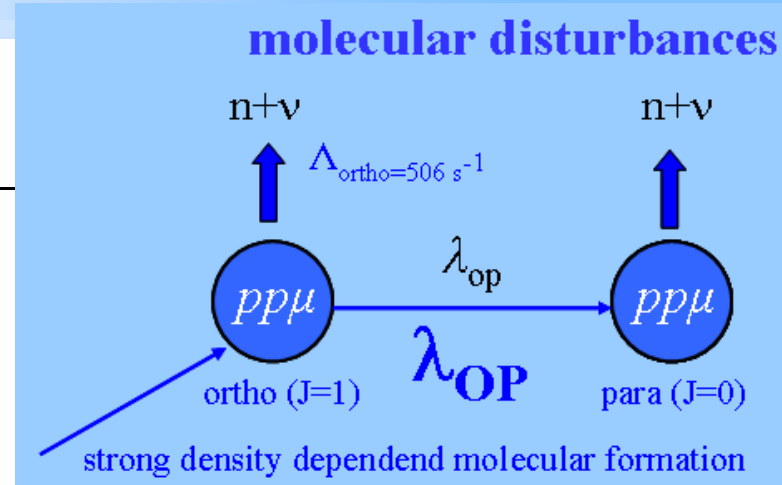 molecular disturbances
n+ν n+ν
Λortho=506 s⁻¹
λop
ppμ ppμ
λOP
ortho (J=1) para (J=0)
strong density dependend molecular formation